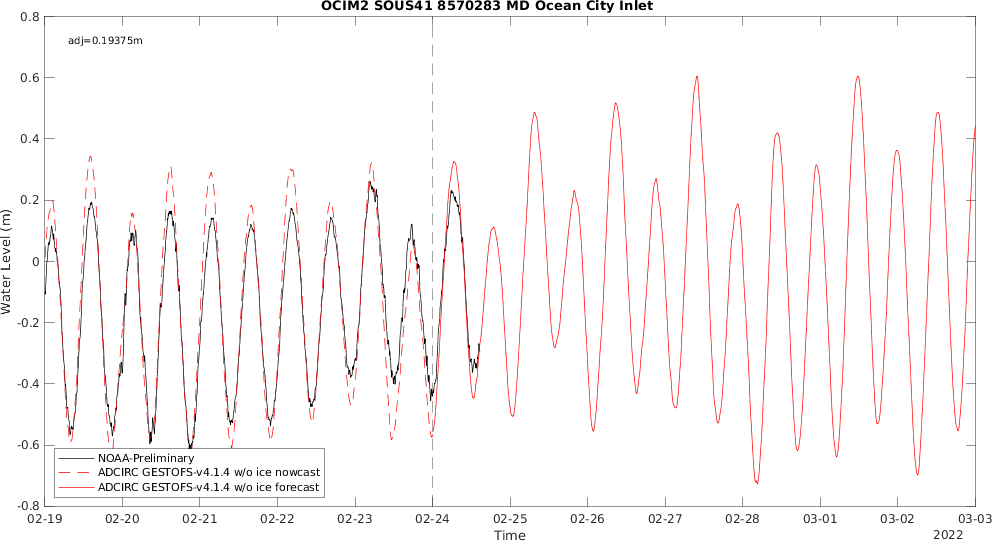 OCIM2 SOUS41 8570283 MD Ocean City Inlet
adj=0.19375m
0.8
0.6
0.4
0.2
0
-0.2
-0.4
-0.6
-0.8
Water Level (m)
NOAA-Preliminary
ADCIRC GESTOFS-v4.1.4 w/o ice nowcast
ADCIRC GESTOFS-v4.1.4 w/o ice forecast
02-19 02-20 02-21 02-22 02-23 02-24 02-25 02-26 02-27 02-28 03-01 03-02 03-03
Time
2022